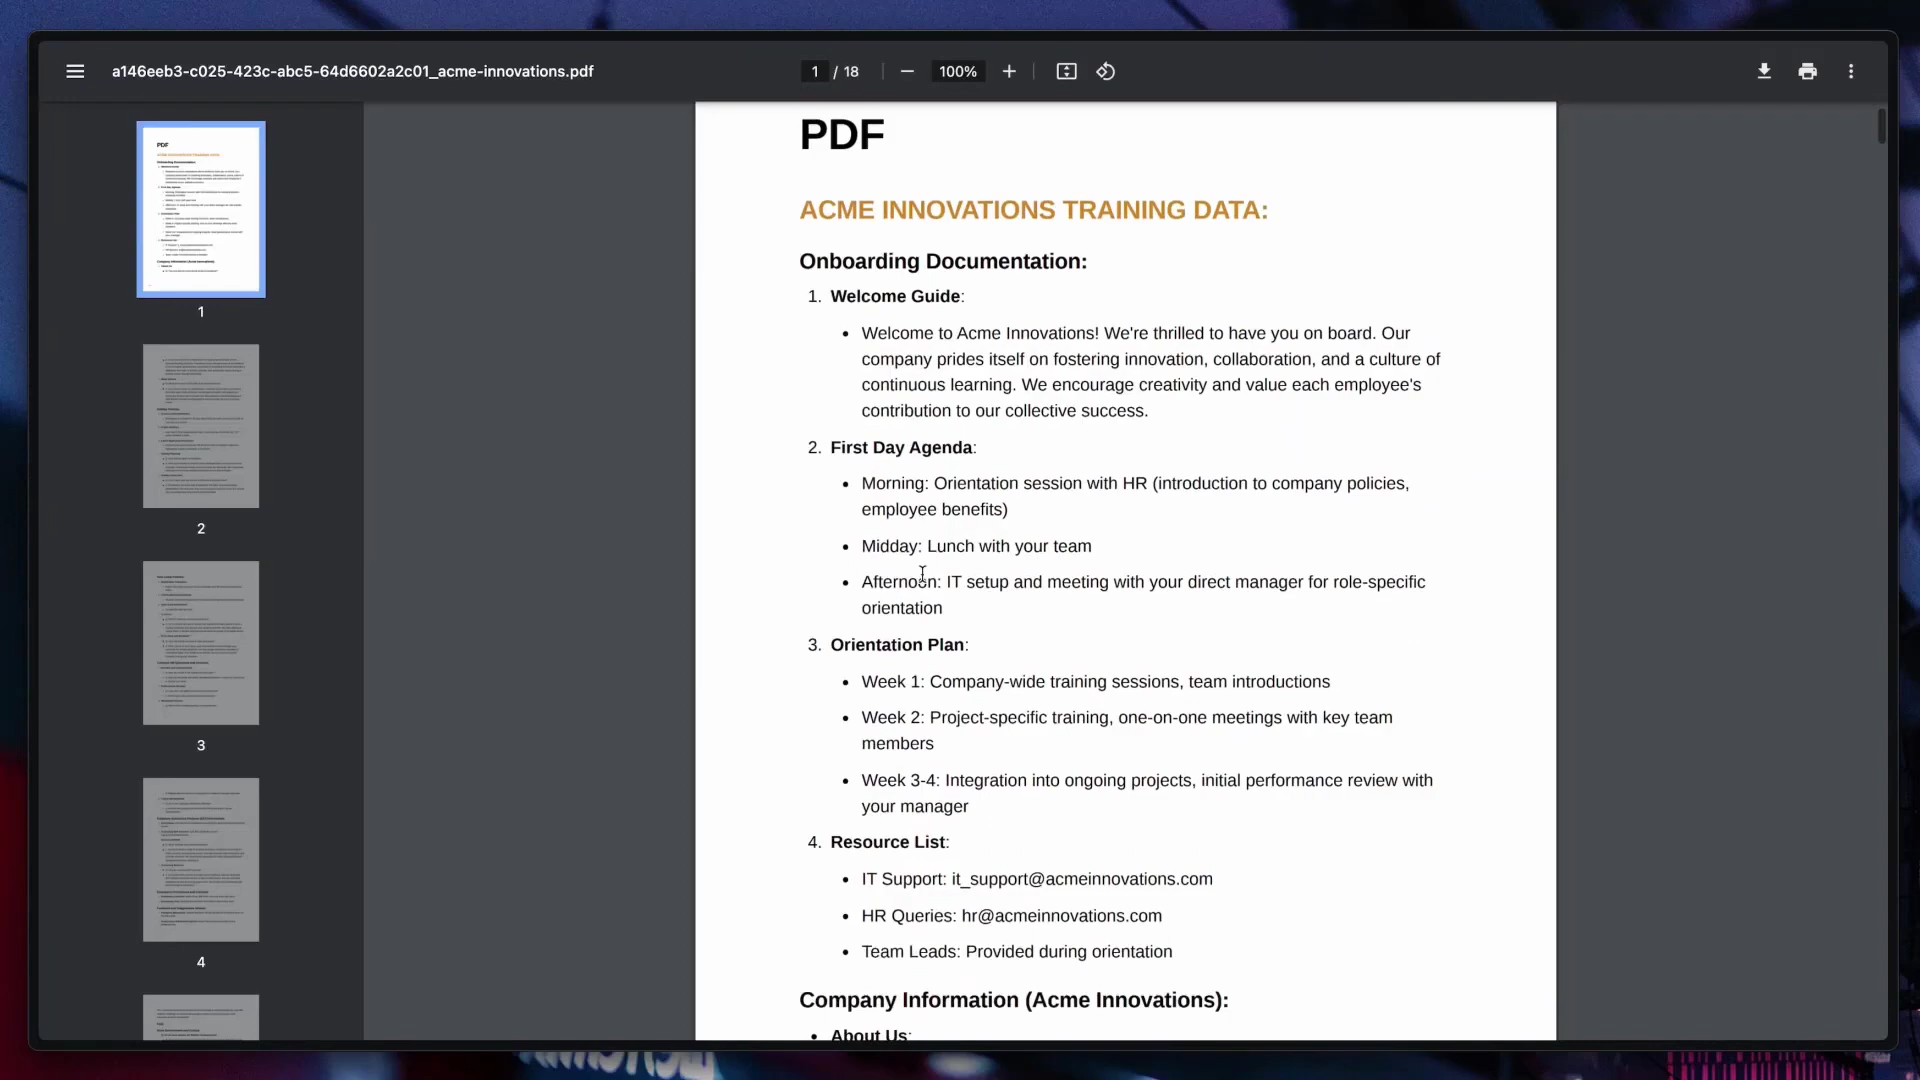 a146eeb3-c025-423c-abc5-64d6602a2c01_acme-innovations.pdf
1 / 18
100%
1
2
3
4
PDF
ACME INNOVATIONS TRAINING DATA:
Onboarding Documentation:
1. Welcome Guide:
• Welcome to Acme Innovations! We're thrilled to have you on board. Our
company prides itself on fostering innovation, collaboration, and a culture of
continuous learning. We encourage creativity and value each employee's
contribution to our collective success.
2. First Day Agenda:
• Morning: Orientation session with HR (introduction to company policies,
employee benefits)
• Midday: Lunch with your team
• Afternoon: IT setup and meeting with your direct manager for role-specific
orientation
3. Orientation Plan:
• Week 1: Company-wide training sessions, team introductions
• Week 2: Project-specific training, one-on-one meetings with key team
members
• Week 3-4: Integration into ongoing projects, initial performance review with
your manager
4. Resource List:
• IT Support: it_support@acmeinnovations.com
• HR Queries: hr@acmeinnovations.com
• Team Leads: Provided during orientation
Company Information (Acme Innovations):
• About Us: